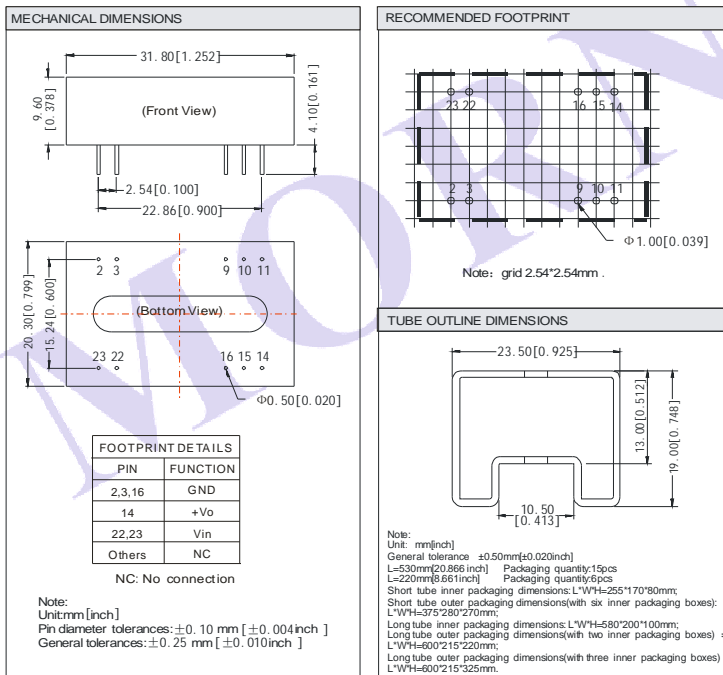 MECHANICAL DIMENSIONS
31.80[1.252]
9.60
[0.378]
(Front View)
4.10[0.161]
2.54[0.100]
22.86[0.900]
2 3 9 10 11
20.30[0.799]
15.24[0.600]
(Bottom View)
23 22 16 15 14
Φ0.50[0.020]
FOOTPRINT DETAILS
PIN FUNCTION
2,3,16 GND
14 +Vo
22,23 Vin
Others NC
NC: No connection
Note:
Unit:mm[inch]
Pin diameter tolerances:±0.10 mm [±0.004inch ]
General tolerances:±0.25 mm [±0.010inch ]
RECOMMENDED FOOTPRINT
23 22 16 15 14
2 3 9 10 11
Φ1.00[0.039]
Note: grid 2.54*2.54mm .
TUBE OUTLINE DIMENSIONS
23.50[0.925]
13.00[0.512]
19.00[0.748]
10.50
[0.413]
Note:
Unit: mm[inch]
General tolerance ±0.50mm[±0.020inch]
L=530mm[20.866 inch] Packaging quantity:15pcs
L=220mm[8.661 inch] Packaging quantity:6pcs
Short tube inner packaging dimensions: L*W*H=255*170*80mm;
Short tube outer packaging dimensions(with six inner packaging boxes):
L*W*H=375*280*270mm;
Long tube inner packaging dimensions: L*W*H=580*200*100mm;
Long tube outer packaging dimensions(with two inner packaging boxes) :
L*W*H=600*215*220mm;
Long tube outer packaging dimensions(with three inner packaging boxes)
L*W*H=600*215*325mm.
MORN